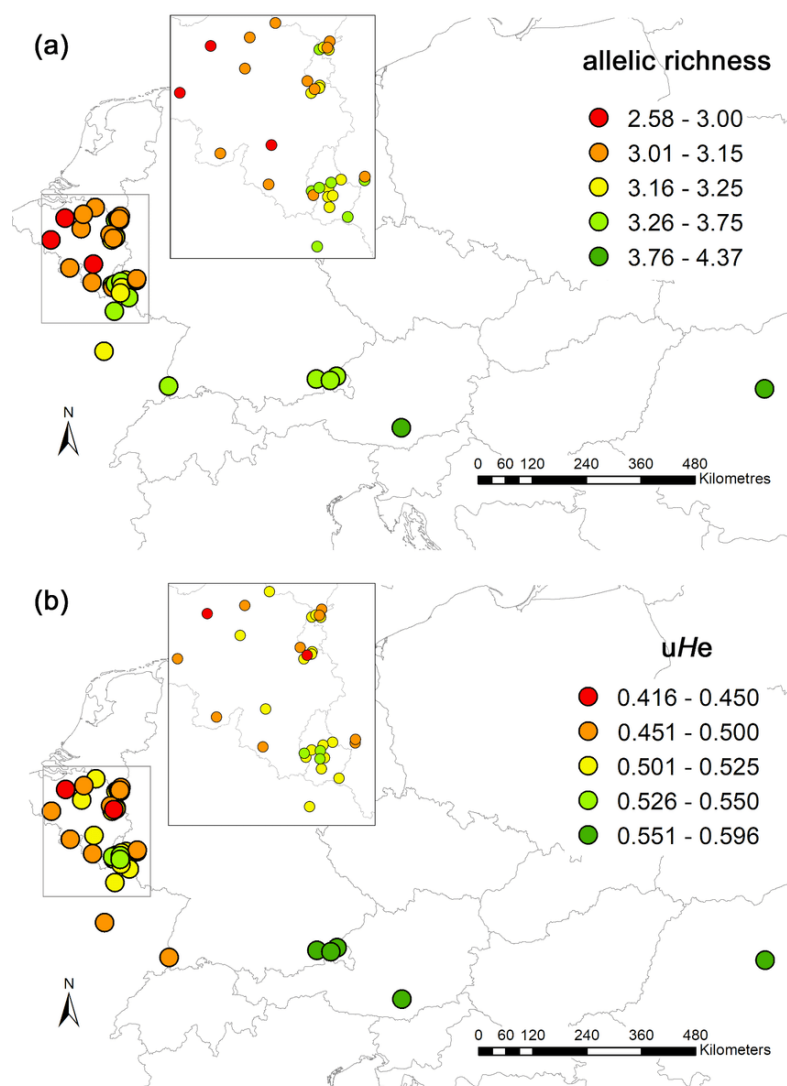 (a)
allelic richness
2.58 - 3.00
3.01 - 3.15
3.16 - 3.25
3.26 - 3.75
3.76 - 4.37
N
0 60 120 240 360 480
Kilometres
(b)
uHe
0.416 - 0.450
0.451 - 0.500
0.501 - 0.525
0.526 - 0.550
0.551 - 0.596
N
0 60 120 240 360 480
Kilometers